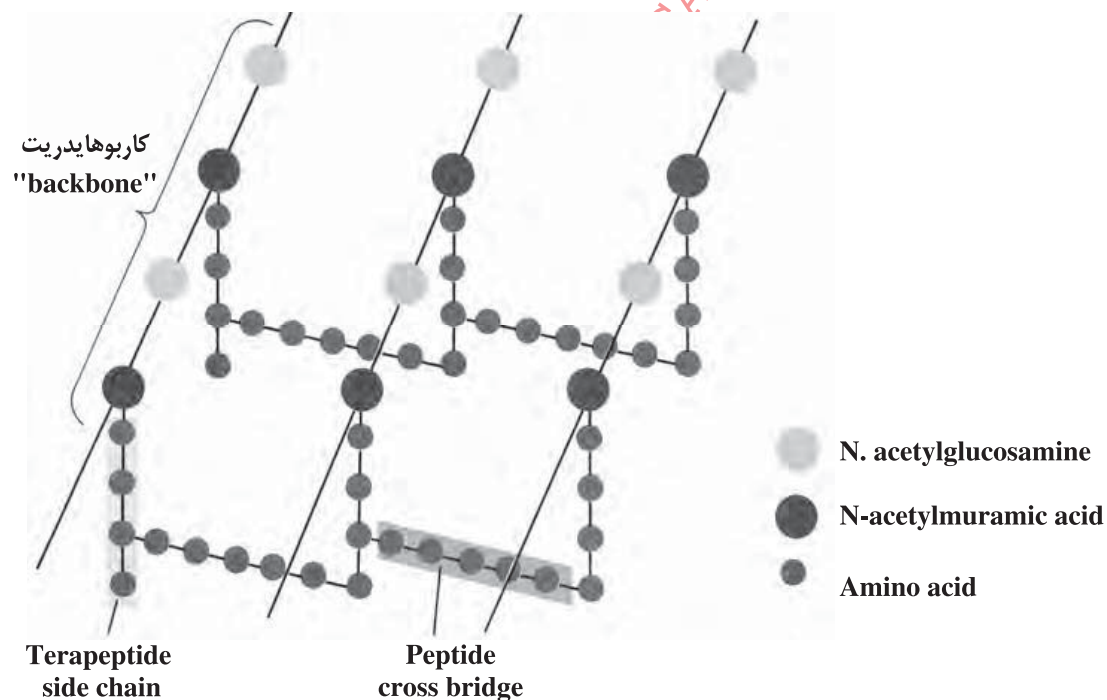 کاربوهایدریت
"backbone"
N. acetylglucosamine
N-acetylmuramic acid
Amino acid
Terapeptide
side chain
Peptide
cross bridge